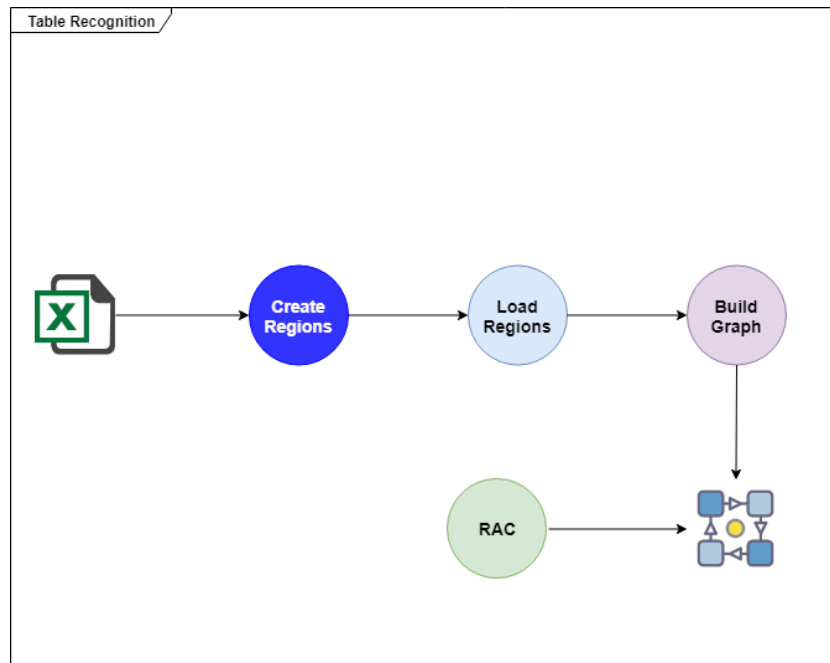 Table Recognition
X
Create
Regions
Load
Regions
Build
Graph
RAC